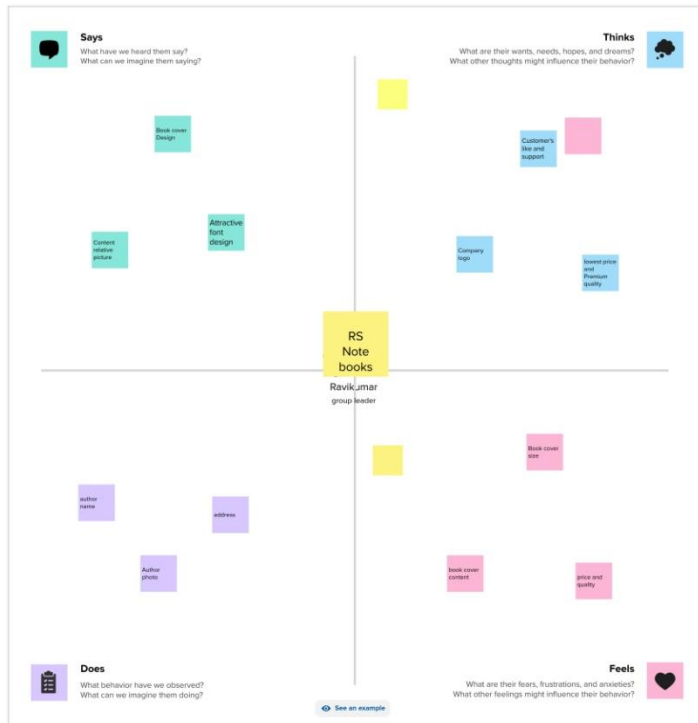 Says
What have we heard them say?
What can we imagine them saying?
Thinks
What are their wants, needs, hopes, and dreams?
What other thoughts might influence their behavior?
Book cover
Design
Attractive
font
design
Content
relative
picture
Customer's
like and
support
Company
logo
lowest price
and
Premium
quality
RS
Note
books
Ravikumar
group leader
author
name
address
Author
photo
Book cover
size
book cover
content
price and
quality
Does
What behavior have we observed?
What can we imagine them doing?
Feels
What are their fears, frustrations, and anxieties?
What other feelings might influence their behavior?
See an example